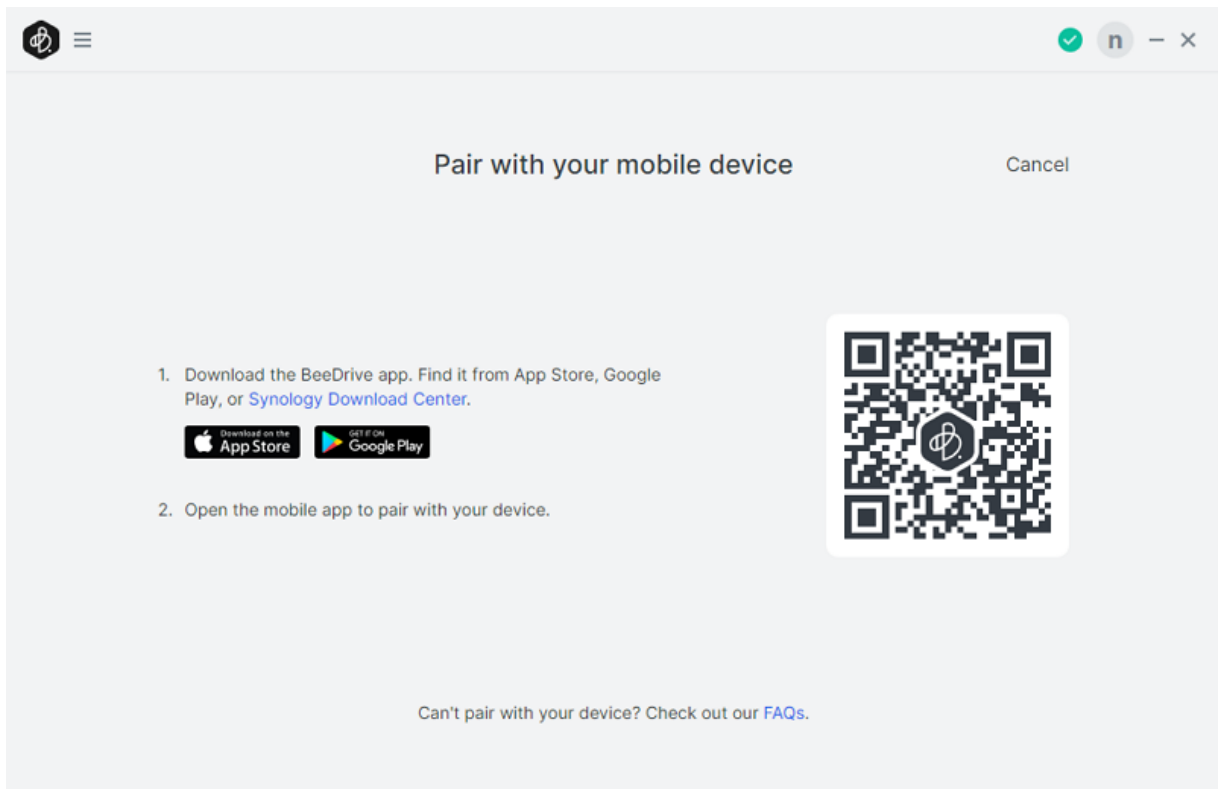 n
Pair with your mobile device
Cancel
1. Download the BeeDrive app. Find it from App Store, Google
Play, or Synology Download Center.
Download on the
App Store
GET IT ON
Google Play
2. Open the mobile app to pair with your device.
Can't pair with your device? Check out our FAQs.